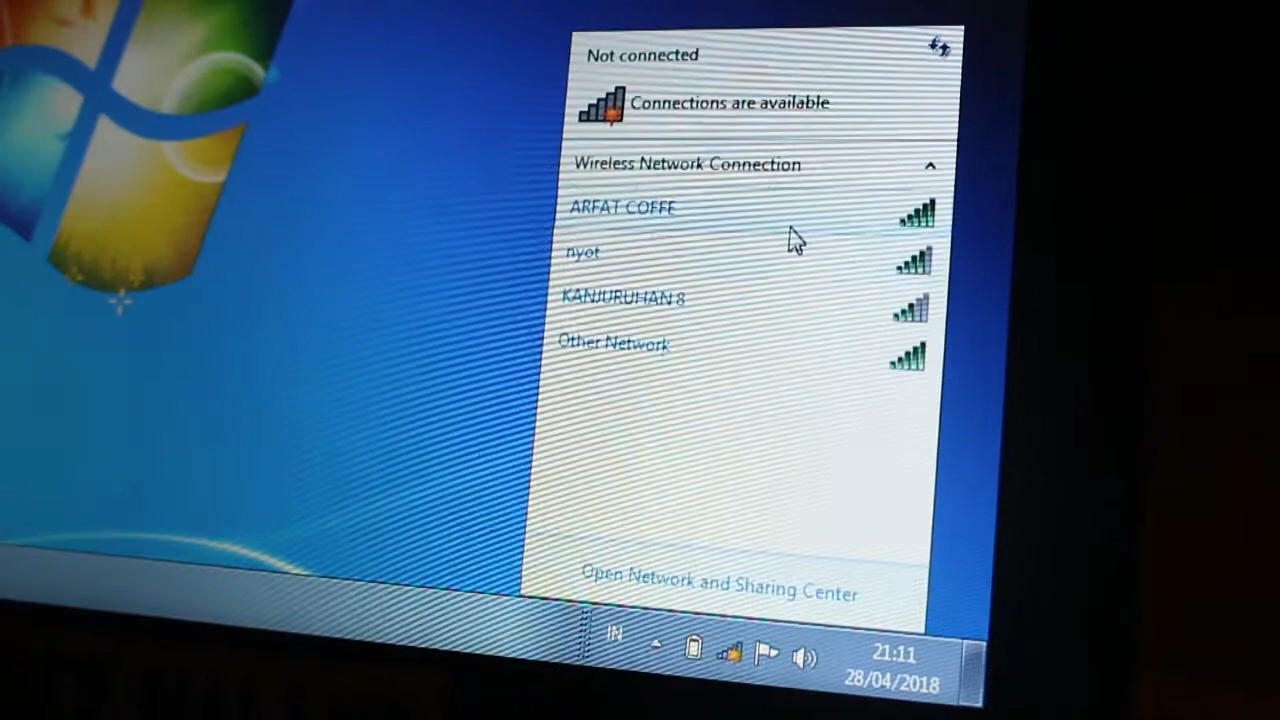 Not connected
Connections are available
Wireless Network Connection
ARFAT COFFE
nyot
KANJURUHAN 8
Other Network
Open Network and Sharing Center
IN
21:11
28/04/2018